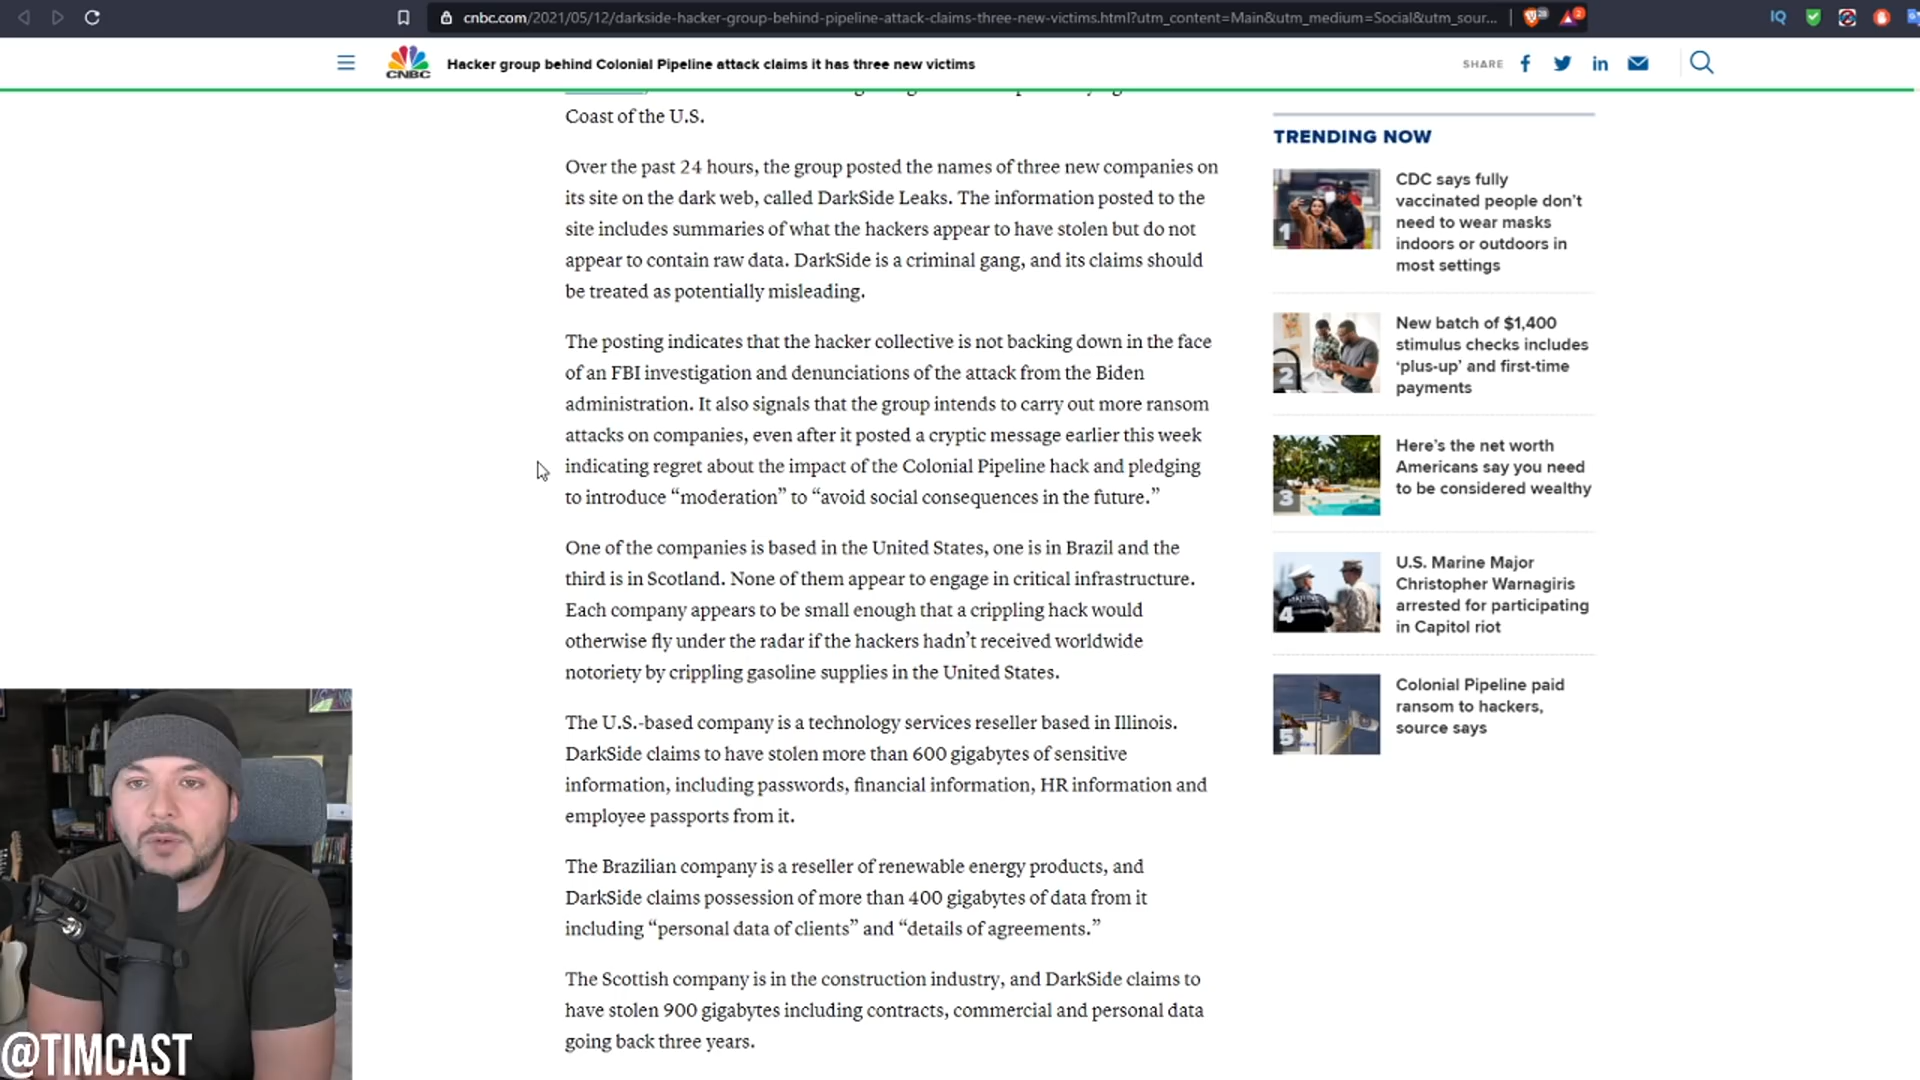 cnbc.com/2021/05/12/darkside-hacker-group-behind-pipeline-attack-claims-three-new-victims.html?utm_content=Main&utm_medium=Social&utm_sour...
IQ
CNBC
Hacker group behind Colonial Pipeline attack claims it has three new victims
SHARE
Coast of the U.S.
Over the past 24 hours, the group posted the names of three new companies on
its site on the dark web, called DarkSide Leaks. The information posted to the
site includes summaries of what the hackers appear to have stolen but do not
appear to contain raw data. DarkSide is a criminal gang, and its claims should
be treated as potentially misleading.
The posting indicates that the hacker collective is not backing down in the face
of an FBI investigation and denunciations of the attack from the Biden
administration. It also signals that the group intends to carry out more ransom
attacks on companies, even after it posted a cryptic message earlier this week
indicating regret about the impact of the Colonial Pipeline hack and pledging
to introduce “moderation” to “avoid social consequences in the future.”
One of the companies is based in the United States, one is in Brazil and the
third is in Scotland. None of them appear to engage in critical infrastructure.
Each company appears to be small enough that a crippling hack would
otherwise fly under the radar if the hackers hadn’t received worldwide
notoriety by crippling gasoline supplies in the United States.
The U.S.-based company is a technology services reseller based in Illinois.
DarkSide claims to have stolen more than 600 gigabytes of sensitive
information, including passwords, financial information, HR information and
employee passports from it.
The Brazilian company is a reseller of renewable energy products, and
DarkSide claims possession of more than 400 gigabytes of data from it
including “personal data of clients” and “details of agreements.”
The Scottish company is in the construction industry, and DarkSide claims to
have stolen 900 gigabytes including contracts, commercial and personal data
going back three years.
TRENDING NOW
1
CDC says fully
vaccinated people don’t
need to wear masks
indoors or outdoors in
most settings
2
New batch of $1,400
stimulus checks includes
‘plus-up’ and first-time
payments
3
Here’s the net worth
Americans say you need
to be considered wealthy
4
U.S. Marine Major
Christopher Warnagiris
arrested for participating
in Capitol riot
5
Colonial Pipeline paid
ransom to hackers,
source says
@TIMCAST